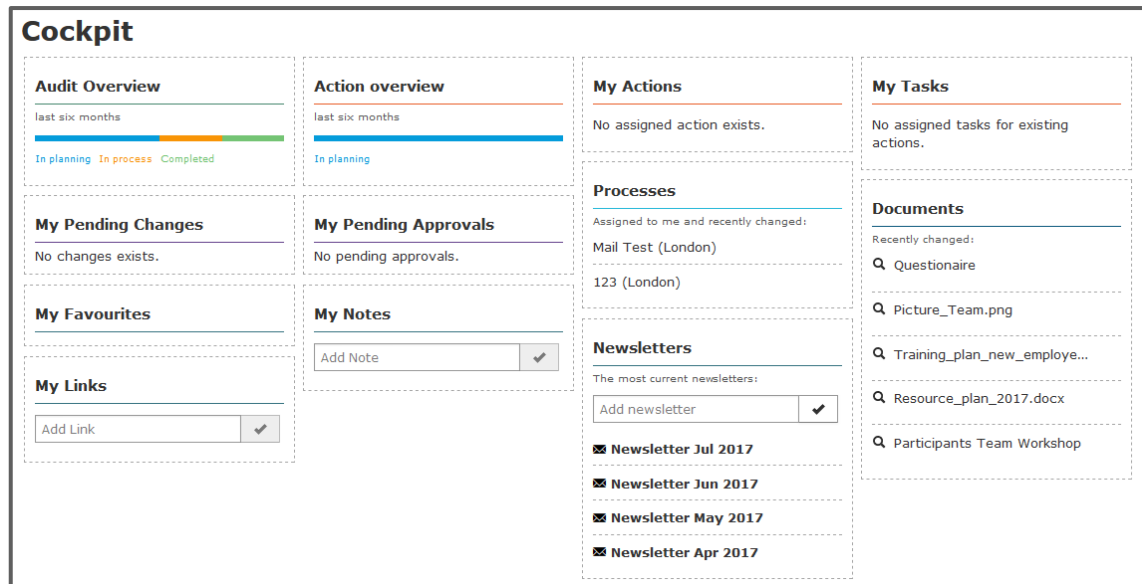 Cockpit
Audit Overview
last six months
In planning In process Completed
My Pending Changes
No changes exists.
My Favourites
My Links
Add Link
Action overview
last six months
In planning
My Pending Approvals
No pending approvals.
My Notes
Add Note
My Actions
No assigned action exists.
Processes
Assigned to me and recently changed:
Mail Test (London)
123 (London)
Newsletters
The most current newsletters:
Add newsletter
Newsletter Jul 2017
Newsletter Jun 2017
Newsletter May 2017
Newsletter Apr 2017
My Tasks
No assigned tasks for existing
actions.
Documents
Recently changed:
Questionaire
Picture_Team.png
Training_plan_new_employe...
Resource_plan_2017.docx
Participants Team Workshop